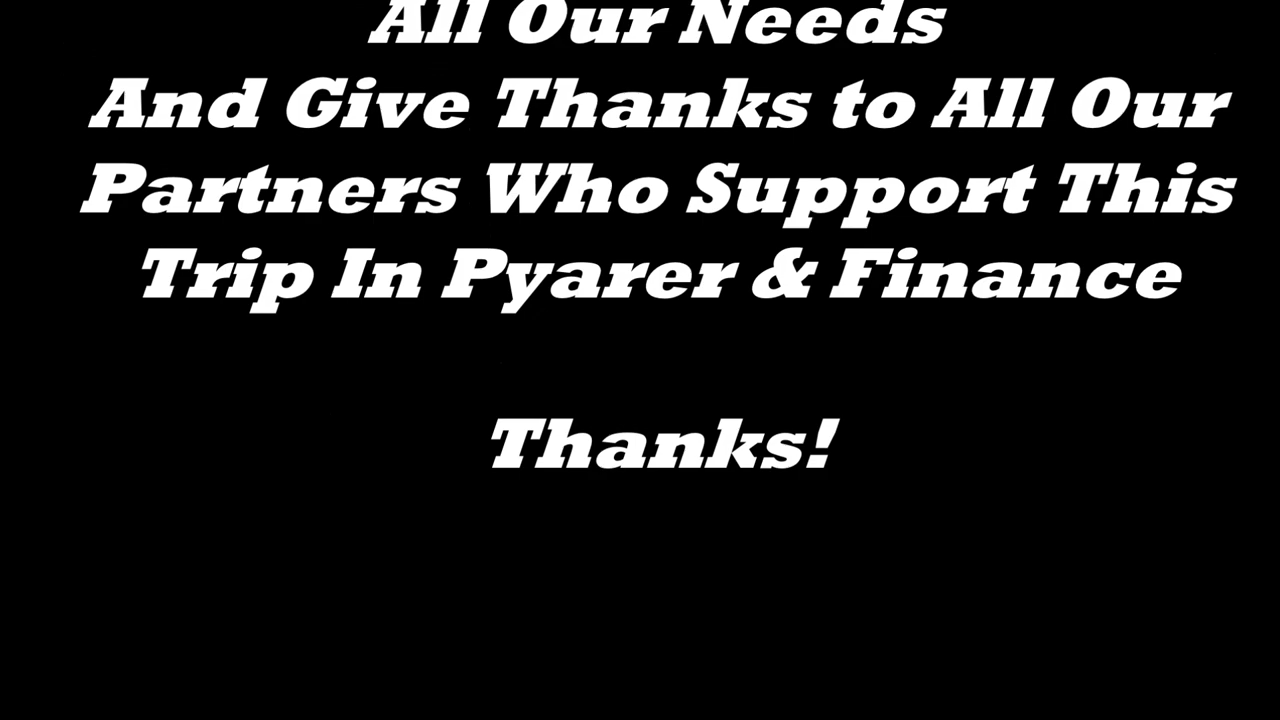 All Our Needs
And Give Thanks to All Our
Partners Who Support This
Trip In Pyarer & Finance
Thanks!